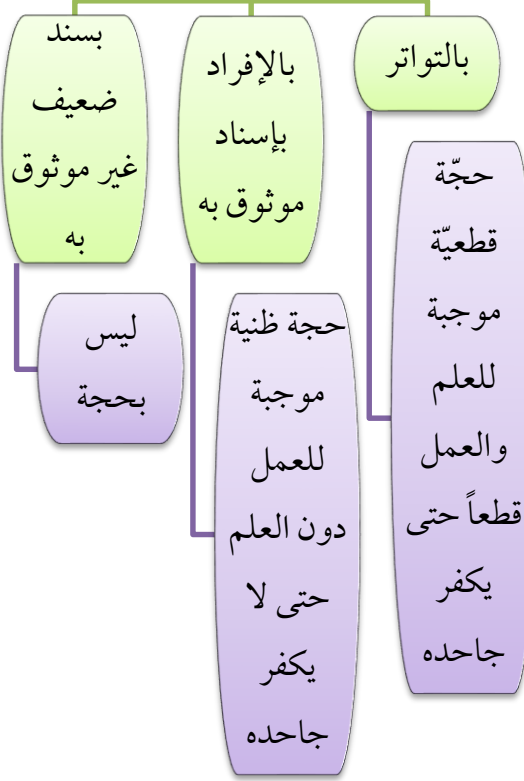 بالتواتر
حجّة
قطعيّة
موجبة
للعلم
والعمل
قطعاً حتى
يكفر
جاحده
بالإفراد
بإسناد
موثوق به
حجة ظنية
موجبة
للعمل
دون العلم
حتى لا
يكفر
جاحده
بسند
ضعيف
غير موثوق
به
ليس
بحجة